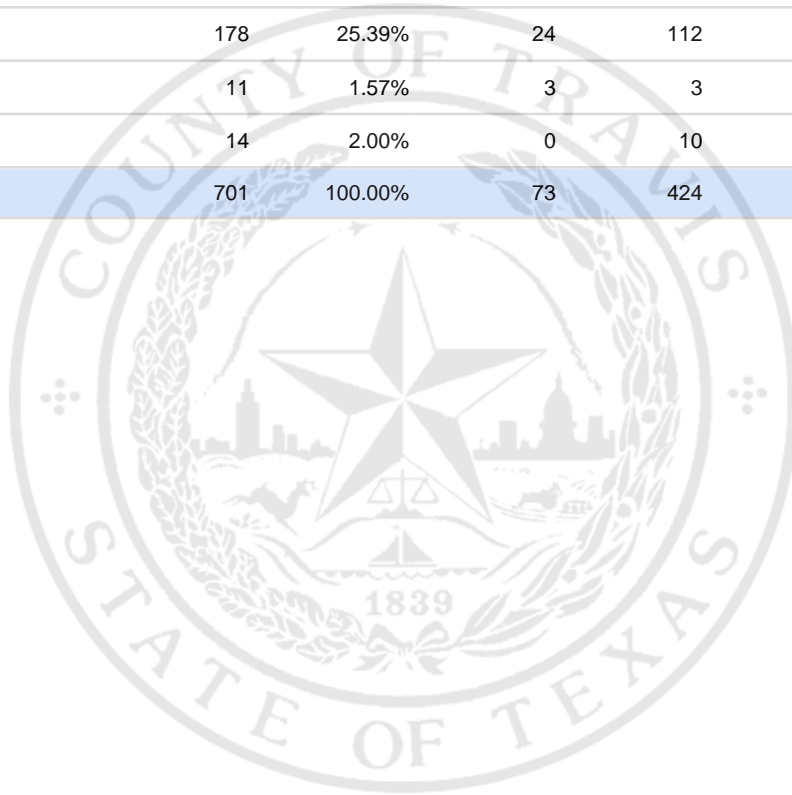 178 25.39% 24 112
11 1.57% 3 3
14 2.00% 0 10
701 100.00% 73 424
COUNTY OF TRAVIS
1839
STATE OF TEXAS